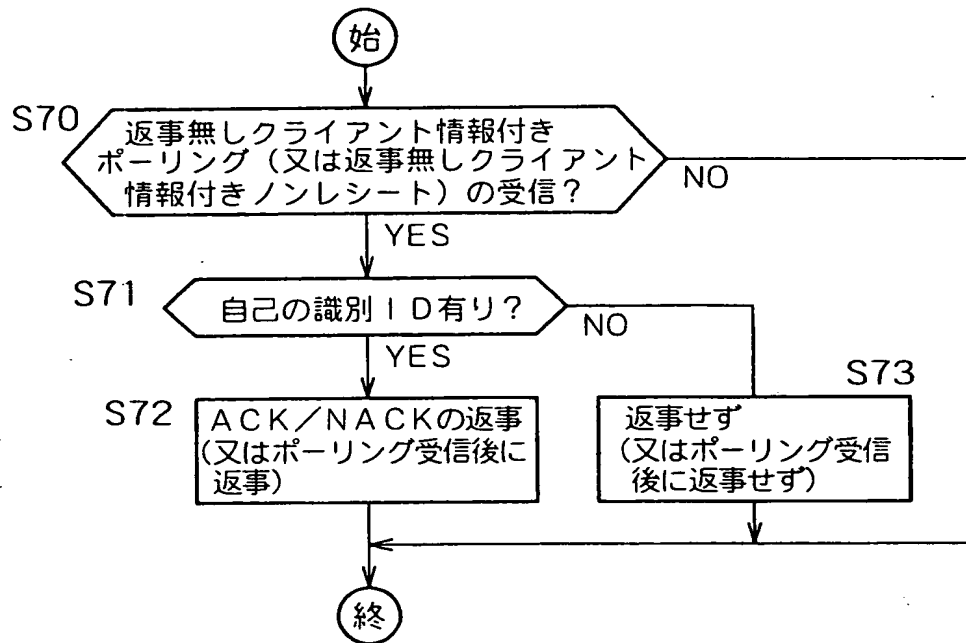 始
S70
返事無しクライアント情報付き
ポーリング(又は返事無しクライアント
情報付きノンレシート)の受信?
NO
YES
S71
自己の識別ID有り?
NO
YES
S72
ACK/NACKの返事
(又はポーリング受信後に
返事)
S73
返事せず
(又はポーリング受信
後に返事せず)
終